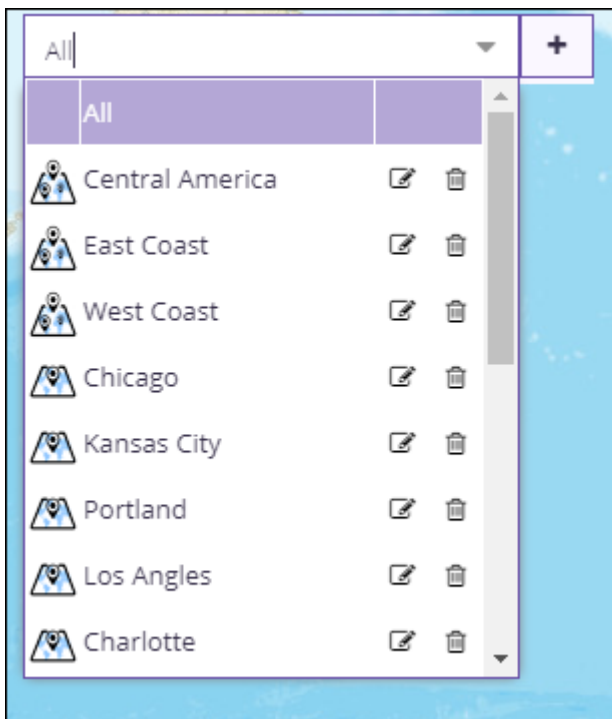 All
All
Central America
East Coast
West Coast
Chicago
Kansas City
Portland
Los Angles
Charlotte